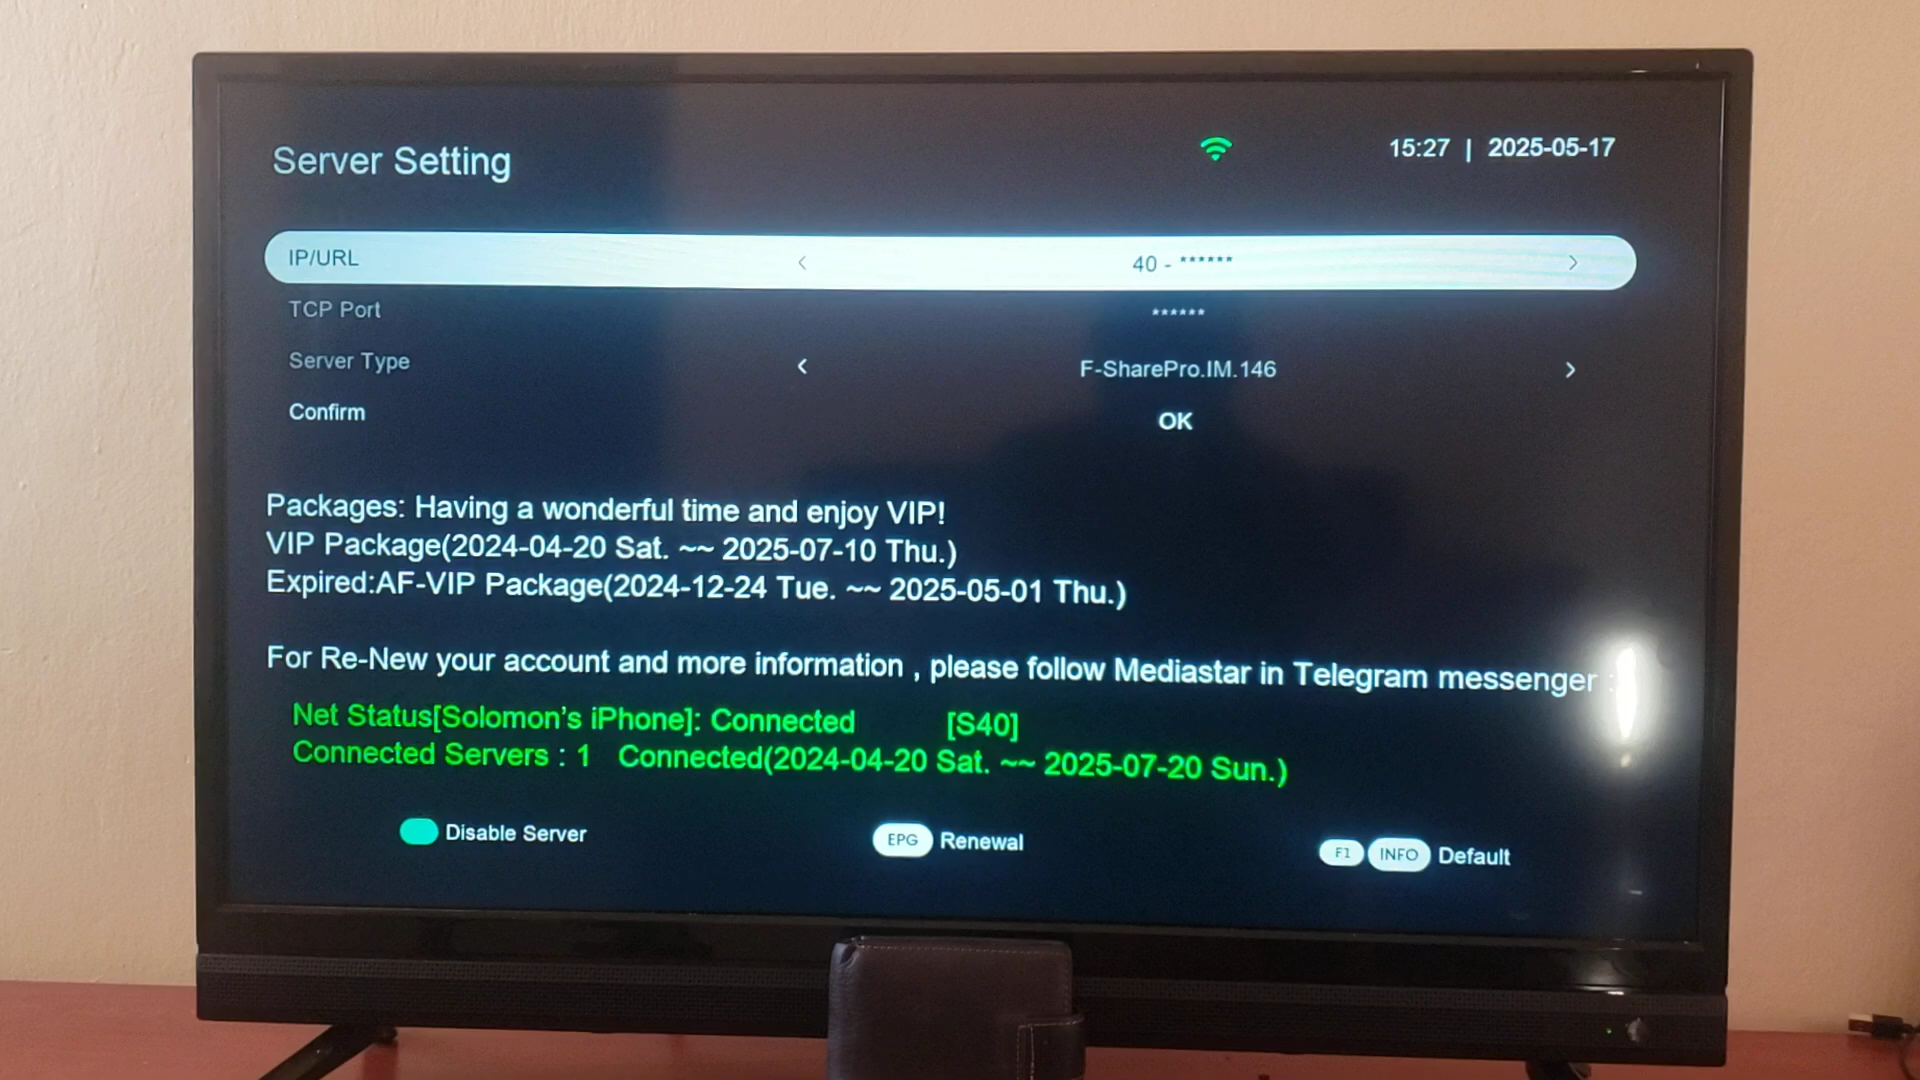 Server Setting
15:27 | 2025-05-17
IP/URL < 40 - ****** >
TCP Port ******
Server Type < F-SharePro.IM.146 >
Confirm OK
Packages: Having a wonderful time and enjoy VIP!
VIP Package(2024-04-20 Sat. ~~ 2025-07-10 Thu.)
Expired:AF-VIP Package(2024-12-24 Tue. ~~ 2025-05-01 Thu.)
For Re-New your account and more information , please follow Mediastar in Telegram messenger :
Net Status[Solomon's iPhone]: Connected [S40]
Connected Servers : 1 Connected(2024-04-20 Sat. ~~ 2025-07-20 Sun.)
Disable Server EPG Renewal F1 INFO Default